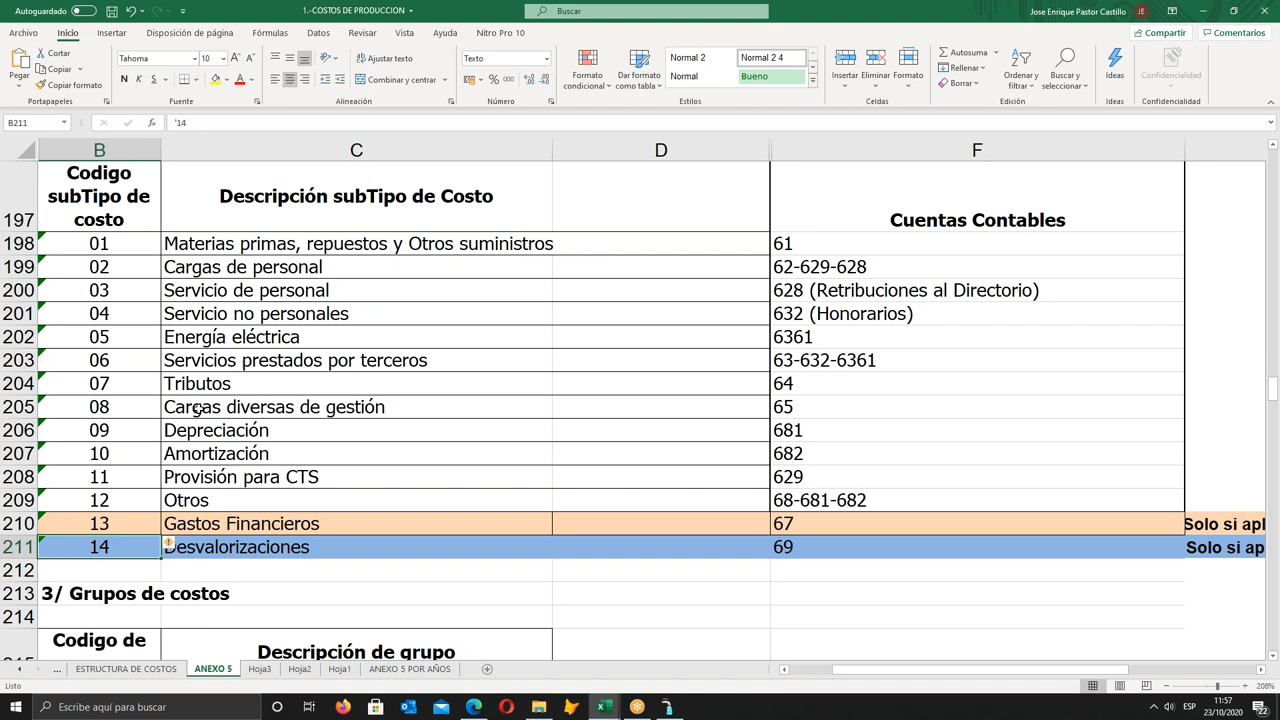 Autoguardado
1.-COSTOS DE PRODUCCION
Buscar
Jose Enrique Pastor Castillo
JE
Archivo Inicio Insertar Disposición de página Fórmulas Datos Revisar Vista Ayuda Nitro Pro 10
Compartir Comentarios
Pegar
Cortar
Copiar
Copiar formato
Tahoma 10
N K S
Ajustar texto
Combinar y centrar
Texto
% 000
Formato condicional
Dar formato como tabla
Normal 2
Normal 2 4
Normal
Bueno
Insertar Eliminar Formato
Autosuma
Rellenar
Borrar
Ordenar y filtrar
Buscar y seleccionar
Ideas
Confidencialidad
Portapapeles Fuente Alineación Número Estilos Celdas Edición Ideas Confidencialidad
B211 fx '14
B C D F
197 Codigo subTipo de costo Descripción subTipo de Costo Cuentas Contables
198 01 Materias primas, repuestos y Otros suministros 61
199 02 Cargas de personal 62-629-628
200 03 Servicio de personal 628 (Retribuciones al Directorio)
201 04 Servicio no personales 632 (Honorarios)
202 05 Energía eléctrica 6361
203 06 Servicios prestados por terceros 63-632-6361
204 07 Tributos 64
205 08 Cargas diversas de gestión 65
206 09 Depreciación 681
207 10 Amortización 682
208 11 Provisión para CTS 629
209 12 Otros 68-681-682
210 13 Gastos Financieros 67 Solo si apl
211 14 Desvalorizaciones 69 Solo si ap
212
213 3/ Grupos de costos
214
215 Codigo de Descripción de grupo
... ESTRUCTURA DE COSTOS ANEXO 5 Hoja3 Hoja2 Hoja1 ANEXO 5 POR AÑOS
Listo
208%
Escribe aquí para buscar
ESP
11:57
23/10/2020
22